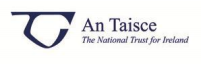 An Taisce
The National Trust for Ireland